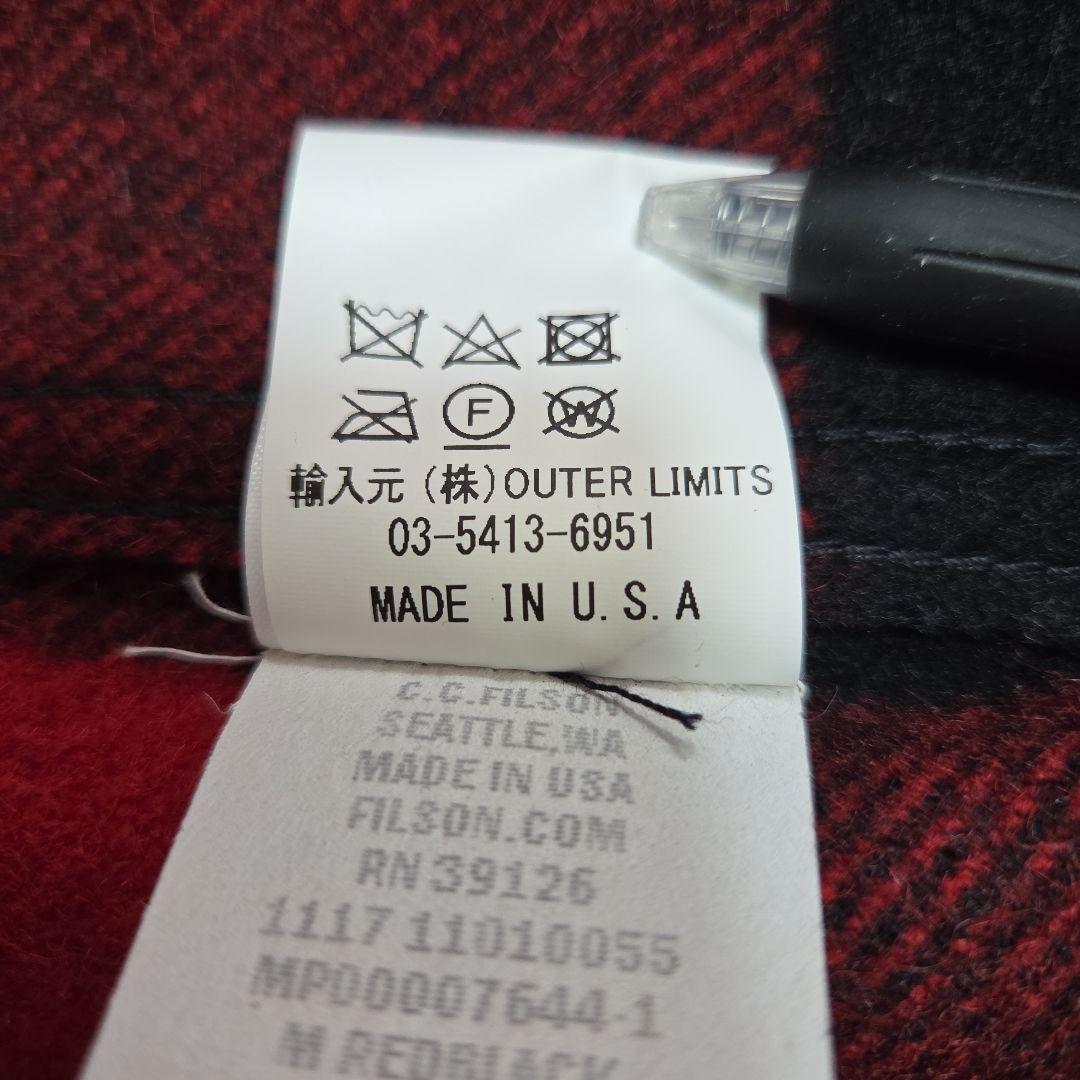 F
W
輸入元 (株)OUTER LIMITS
03-5413-6951
MADE IN U.S.A
C.C.FILSON
SEATTLE,WA
MADE IN USA
FILSON.COM
RN 39126
1117 11010055
MP00007644-1
M REDBLACK